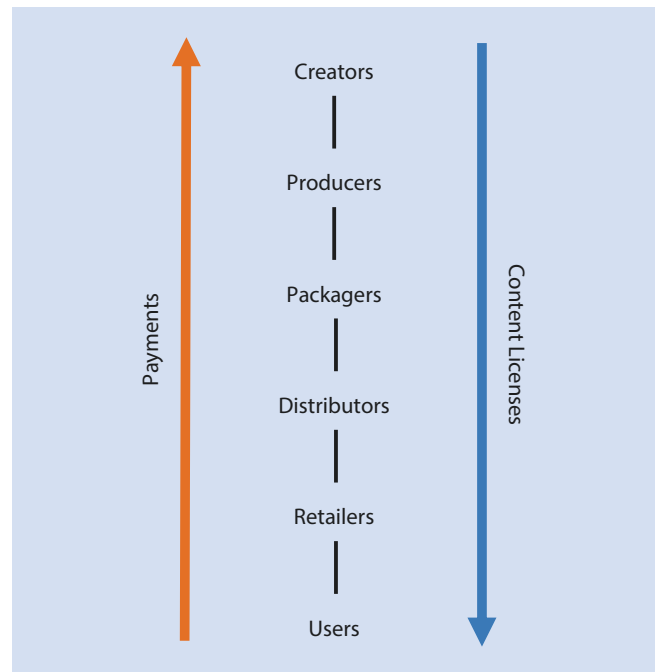 Creators
Producers
Packagers
Distributors
Retailers
Users
Payments
Content Licenses